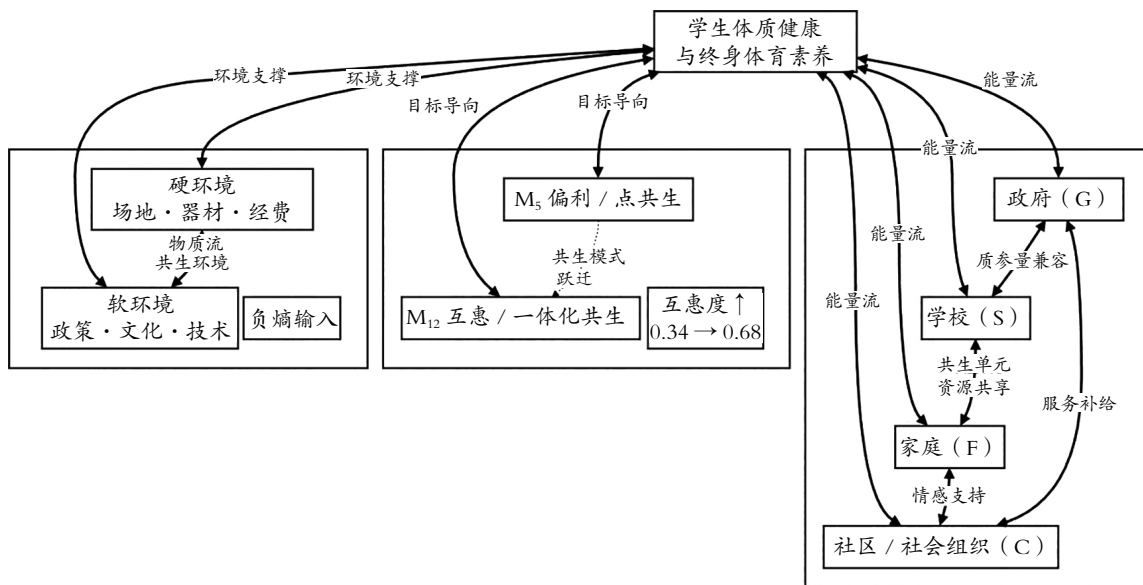 学生体质健康
与终身体育素养
环境支撑
环境支撑
目标导向
目标导向
能量流
能量流
能量流
能量流
硬环境
场地·器材·经费
物质流
共生环境
软环境
政策·文化·技术
负熵输入
M₅ 偏利 / 点共生
共生模式
跃迁
M₁₂ 互惠 / 一体化共生
互惠度↑
0.34→0.68
政府（G）
质参量兼容
学校（S）
共生单元
资源共享
服务补给
家庭（F）
情感支持
社区 / 社会组织（C）